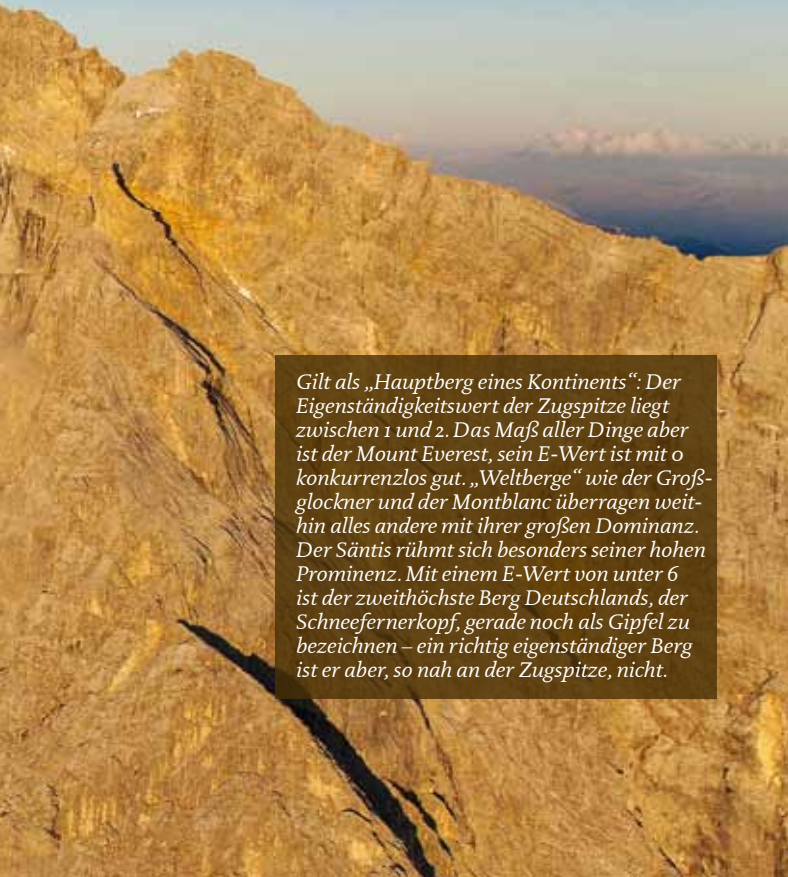 Gilt als „Hauptberg eines Kontinents“: Der
Eigenständigkeitswert der Zugspitze liegt
zwischen 1 und 2. Das Maß aller Dinge aber
ist der Mount Everest, sein E-Wert ist mit 0
konkurrenzlos gut. „Weltberge“ wie der Groß-
glockner und der Montblanc überragen weit-
hin alles andere mit ihrer großen Dominanz.
Der Säntis rühmt sich besonders seiner hohen
Prominenz. Mit einem E-Wert von unter 6
ist der zweithöchste Berg Deutschlands, der
Schneefernerkopf, gerade noch als Gipfel zu
bezeichnen – ein richtig eigenständiger Berg
ist er aber, so nah an der Zugspitze, nicht.